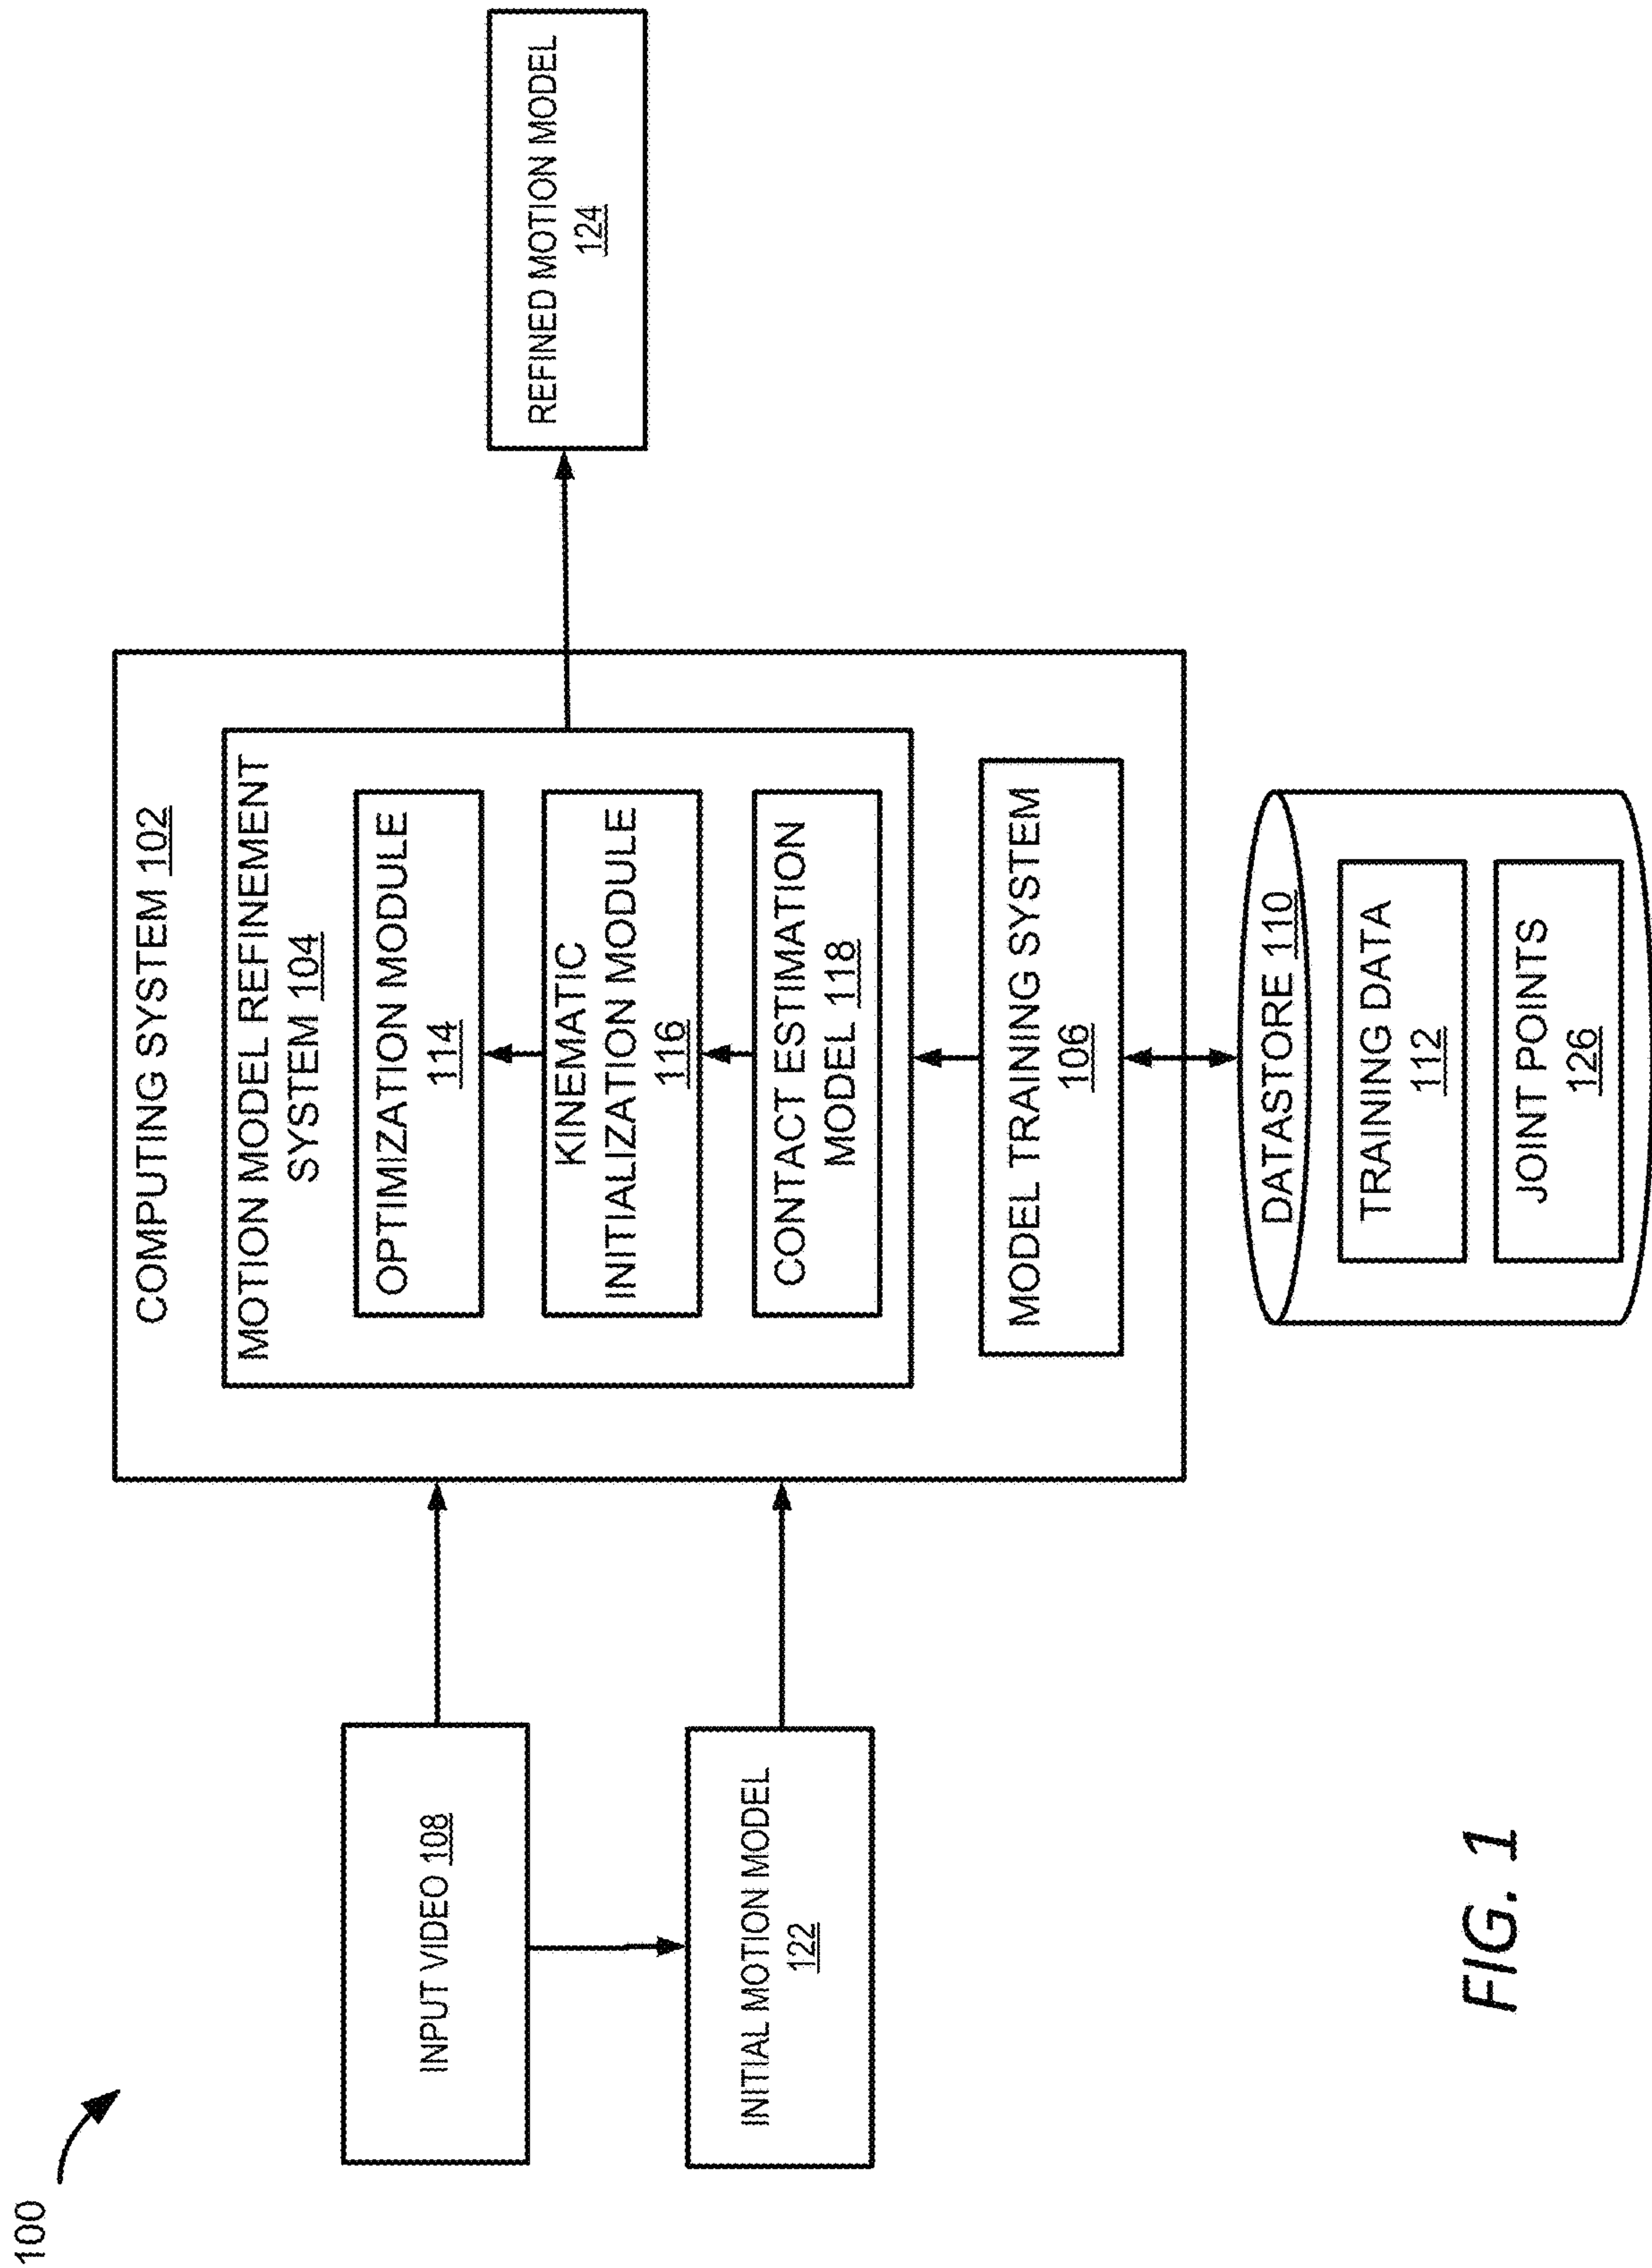 100
INPUT VIDEO 108
INITIAL MOTION MODEL
122
COMPUTING SYSTEM 102
MOTION MODEL REFINEMENT
SYSTEM 104
OPTIMIZATION MODULE
114
KINEMATIC
INITIALIZATION MODULE
116
CONTACT ESTIMATION
MODEL 118
MODEL TRAINING SYSTEM
106
DATASTORE 110
TRAINING DATA
112
JOINT POINTS
126
REFINED MOTION MODEL
124
FIG. 1